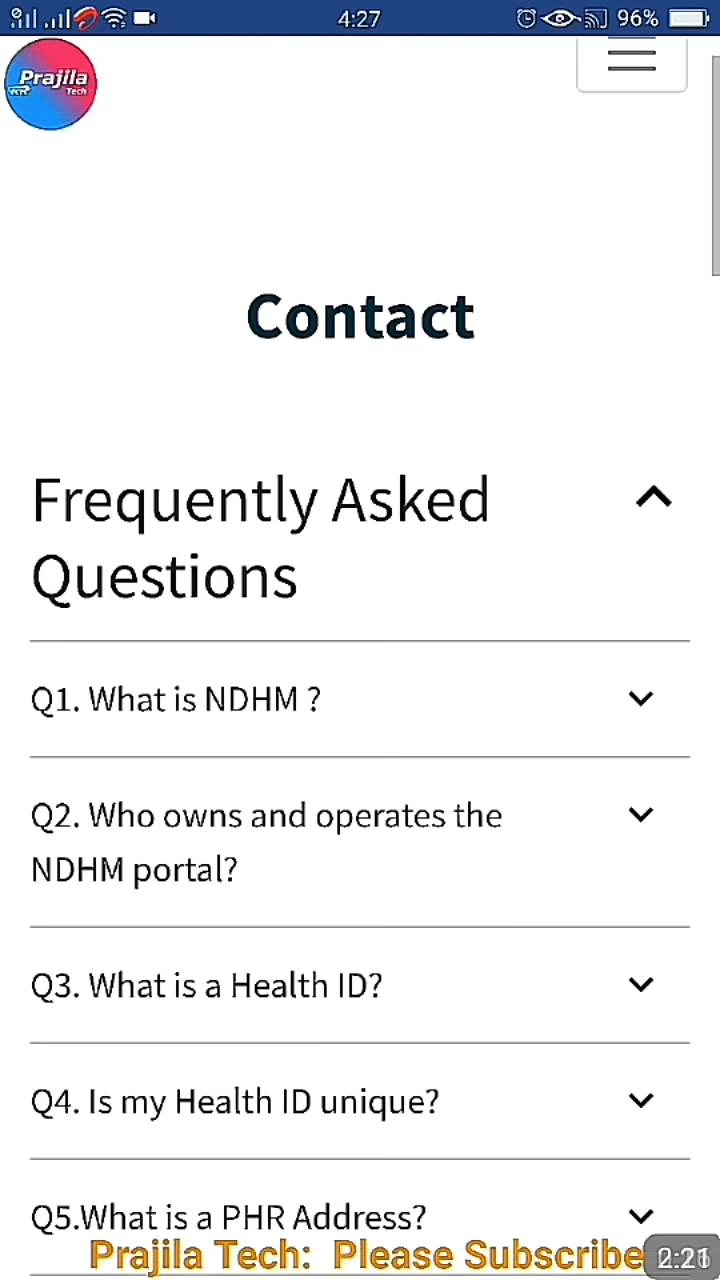 4:27
96%
Prajila
Tech
Contact
Frequently Asked
Questions
Q1. What is NDHM ?
Q2. Who owns and operates the
NDHM portal?
Q3. What is a Health ID?
Q4. Is my Health ID unique?
Q5.What is a PHR Address?
Prajila Tech: Please Subscribe
2:21